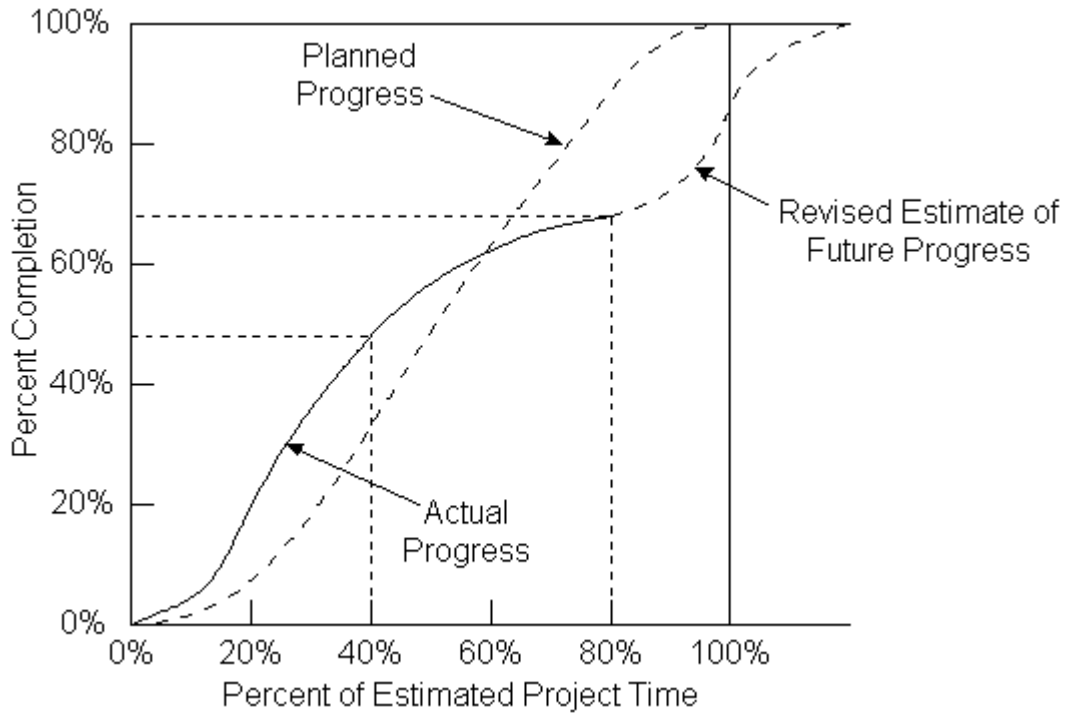 100%
Planned
Progress
80%
Revised Estimate of
Future Progress
60%
Percent Completion
40%
Actual
Progress
20%
0%
0%
20%
40%
60%
80%
100%
Percent of Estimated Project Time